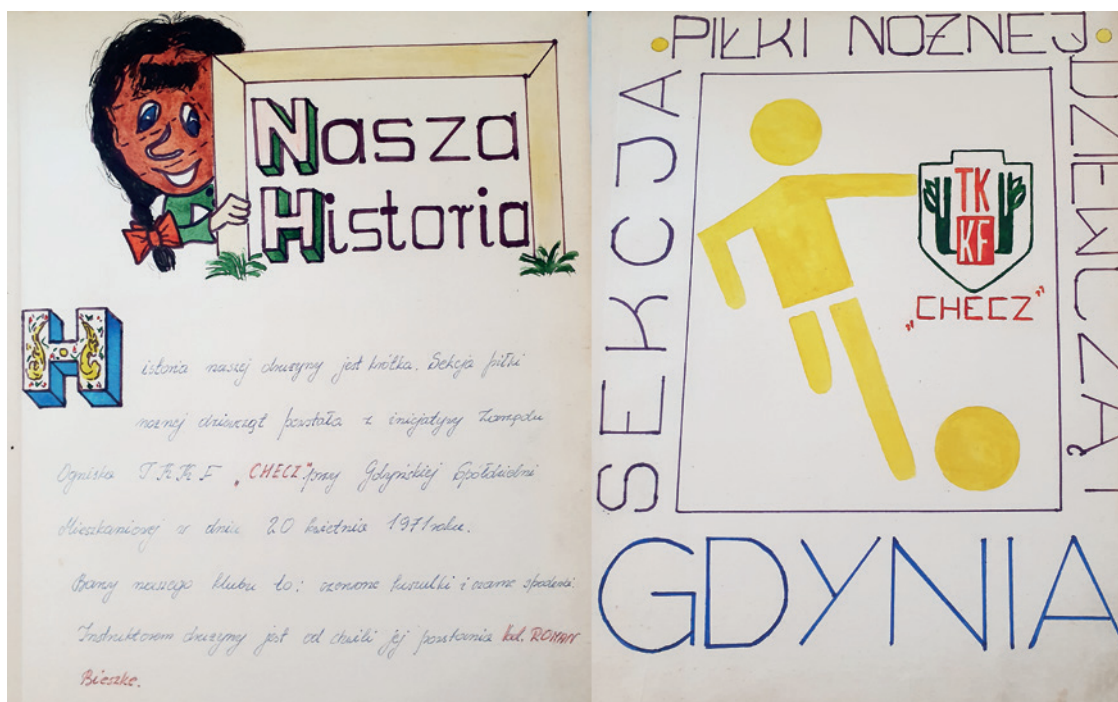 Nasza
Historia
Historia naszej drużyny jest krótka. Sekcja piłki
nożnej dziewcząt powstała z inicjatywy Zarządu
Ogniska T K K F „CHECZ" przy Gdyńskiej Spółdzielni
Mieszkaniowej w dniu 20 kwietnia 1971 roku.
Barwy naszego klubu to: czerwone koszulki i czarne spodenki.
Instruktorem drużyny jest od chwili jej powstania kol. ROMAN
Bieszke.
SEKCJA
PIŁKI NOŻNEJ
DZIEWCZĄT
TK
KF
„CHECZ"
GDYNIA